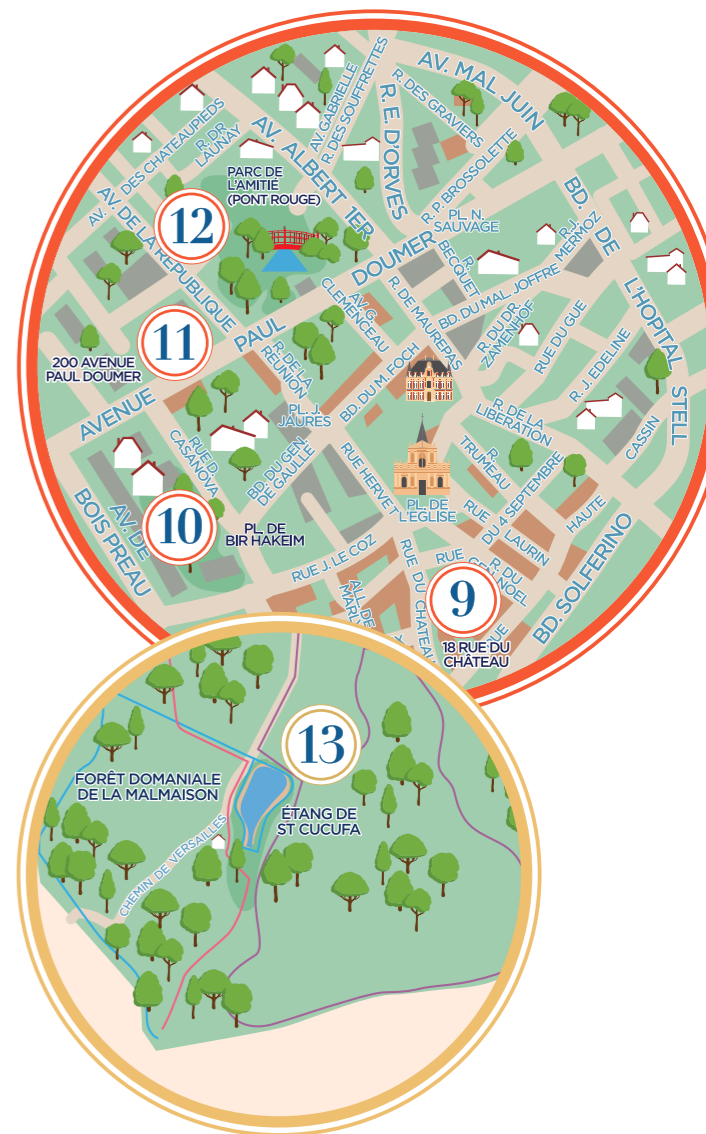 AV. MAL JUIN
R. DES GRAVIERS
AV. GABRIELLE
R. DES SOUFFRETTES
R. E. D'ORVES
AV. DES CHATEAUPIEDS
R. DR
LAUNAY
AV. ALBERT 1ER
PARC DE
L'AMITIÉ
(PONT ROUGE)
12
AV. DE LA REPUBLIQUE
R. P. BROSSOLETTE
PL. N.
SAUVAGE
BD. DE L'HOPITAL STELL
R. J.
MERMOZ
R.
BECQUET
BD. DU MAL JOFFRE
AV. G.
CLEMENCEAU
R. DE MAUREPAS
R. DU DR
ZAMENHOF
RUE DU GUE
R. J. EDELINE
11
200 AVENUE
PAUL DOUMER
AVENUE PAUL DOUMER
R. DE LA
REUNION
BD. DU M. FOCH
PL. J.
JAURES
R. DE LA
LIBERATION
CASSIN
RUE D.
CASANOVA
BD. DU GEN
DE GAULLE
RUE HERVET
R.
TRUMEAU
PL. DE
L'EGLISE
DU 4 SEPTEMBRE
HAUTE
RUE
LAURIN
10
AV. DE
BOIS PREAU
PL. DE
BIR HAKEIM
RUE J. LE COZ
RUE DU CHATEAU
RUE
R. DU
BD. SOLFERINO
9
18 RUE DU
CHÂTEAU
13
FORÊT DOMANIALE
DE LA MALMAISON
ÉTANG DE
ST CUCUFA
CHEMIN DE VERSAILLES